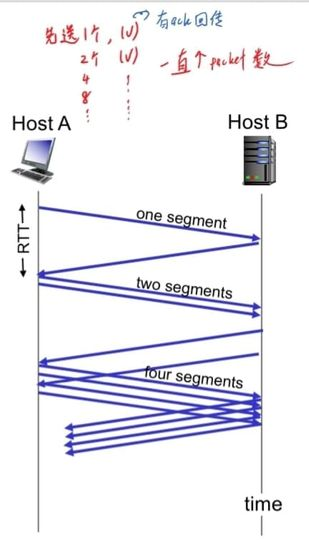 有ack回传
先送1个, (√)
2个 (√)
4
8
一直个packet数
Host A
Host B
RTT
one segment
two segments
four segments
time